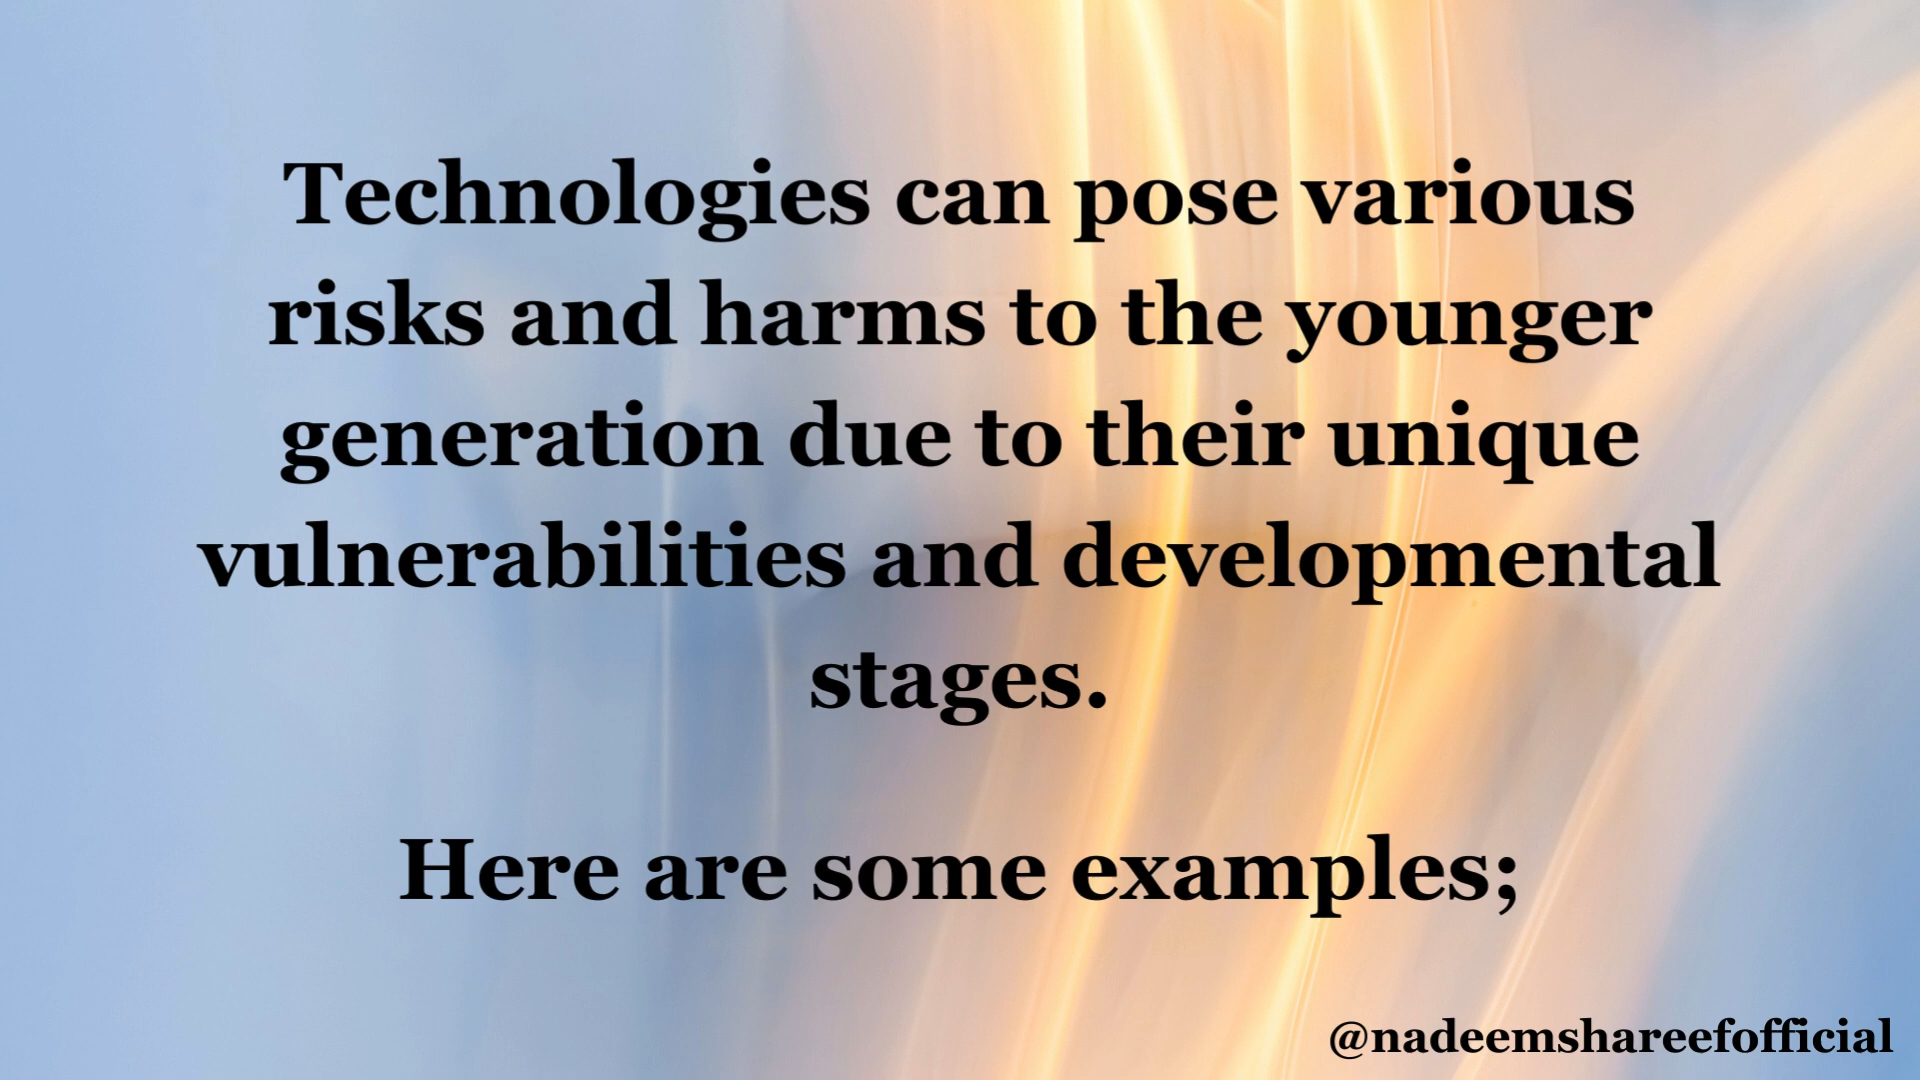 Technologies can pose various
risks and harms to the younger
generation due to their unique
vulnerabilities and developmental
stages.
Here are some examples;
@nadeemshareefofficial